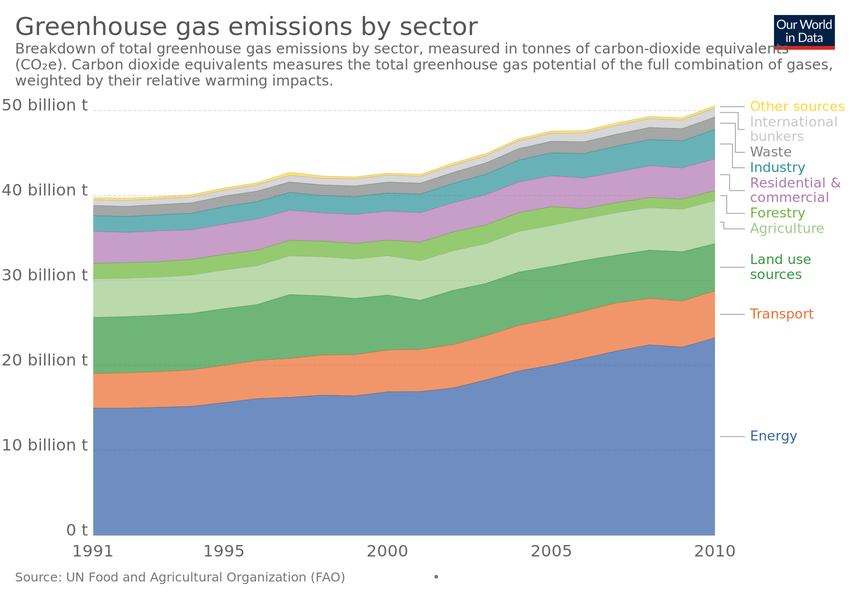 Greenhouse gas emissions by sector
Our World
in Data
Breakdown of total greenhouse gas emissions by sector, measured in tonnes of carbon-dioxide equivalents
(CO₂e). Carbon dioxide equivalents measures the total greenhouse gas potential of the full combination of gases,
weighted by their relative warming impacts.
50 billion t
40 billion t
30 billion t
20 billion t
10 billion t
0 t
Other sources
International
bunkers
Waste
Industry
Residential &
commercial
Forestry
Agriculture
Land use
sources
Transport
Energy
1991
1995
2000
2005
2010
Source: UN Food and Agricultural Organization (FAO)
•